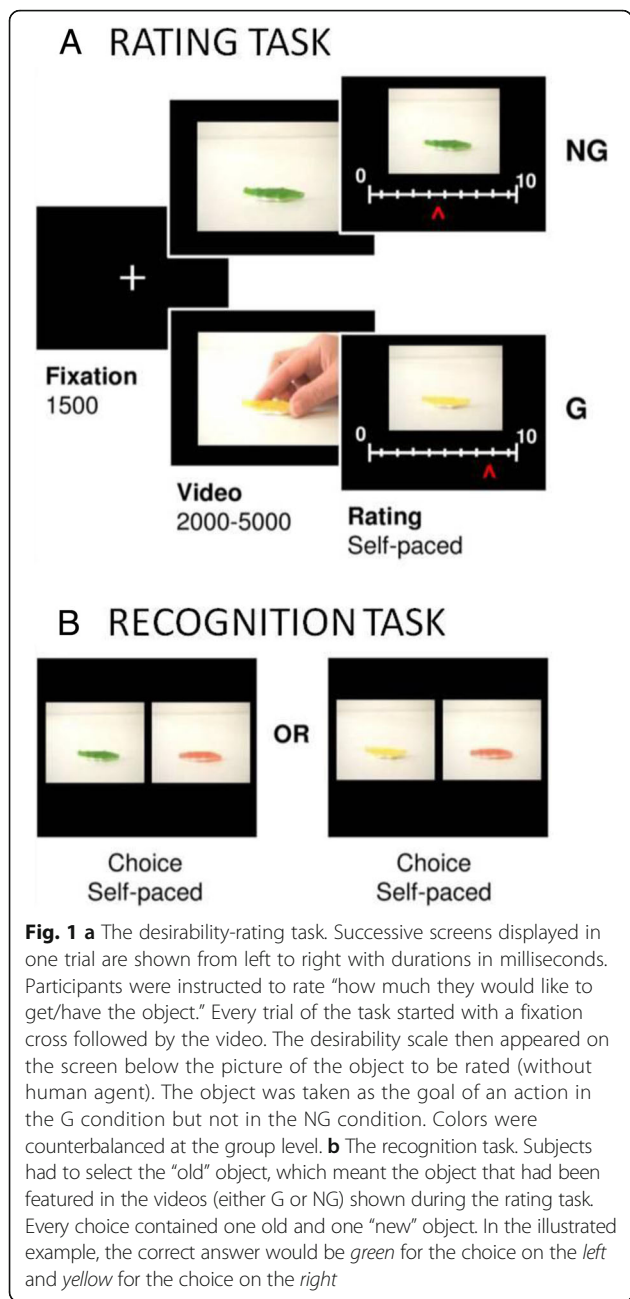 A RATING TASK
0 10
NG
Fixation
1500
0 10
G
Video
2000-5000
Rating
Self-paced
B RECOGNITION TASK
OR
Choice
Self-paced
Choice
Self-paced
Fig. 1 a The desirability-rating task. Successive screens displayed in
one trial are shown from left to right with durations in milliseconds.
Participants were instructed to rate “how much they would like to
get/have the object.” Every trial of the task started with a fixation
cross followed by the video. The desirability scale then appeared on
the screen below the picture of the object to be rated (without
human agent). The object was taken as the goal of an action in
the G condition but not in the NG condition. Colors were
counterbalanced at the group level. b The recognition task. Subjects
had to select the “old” object, which meant the object that had been
featured in the videos (either G or NG) shown during the rating task.
Every choice contained one old and one “new” object. In the illustrated
example, the correct answer would be green for the choice on the left
and yellow for the choice on the right